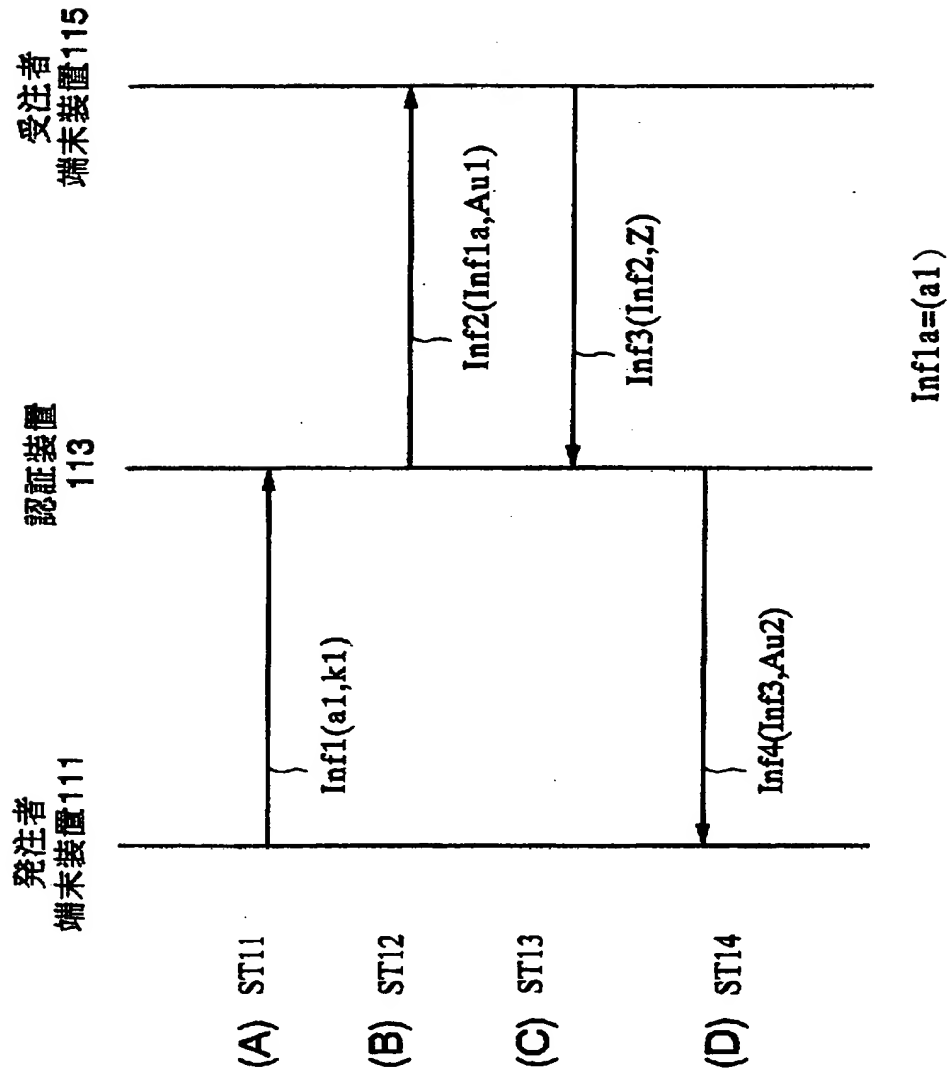 発注者
端末装置111
認証装置
113
受注者
端末装置115
(A) ST11
Inf1(a1,k1)
(B) ST12
Inf2(Inf1a,Au1)
(C) ST13
Inf3(Inf2,Z)
(D) ST14
Inf4(Inf3,Au2)
Inf1a=(a1)